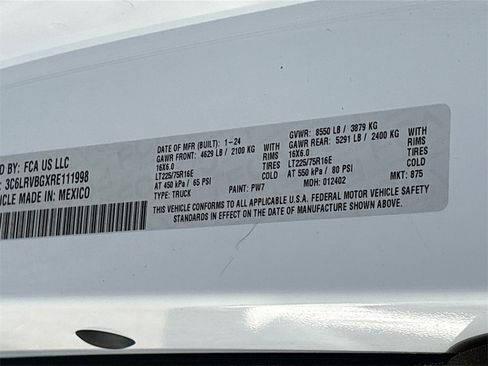 ED BY: FCA US LLC
3C6LRVBGXRE111998
CLE MADE IN: MEXICO
DATE OF MFR (BUILT): 1-24
GAWR FRONT: 4629 LB / 2100 KG
16X6.0 RIMS
LT225/75R16E TIRES
AT 450 kPa / 65 PSI COLD
TYPE: TRUCK
PAINT: PW7
GVWR: 8550 LB / 3879 KG
GAWR REAR: 5291 LB / 2400 KG
16X6.0 RIMS
LT225/75R16E TIRES
AT 550 kPa / 80 PSI COLD
MDH: 012402 MKT: 875
THIS VEHICLE CONFORMS TO ALL APPLICABLE U.S.A. FEDERAL MOTOR VEHICLE SAFETY
STANDARDS IN EFFECT ON THE DATE OF MANUFACTURE SHOWN ABOVE.